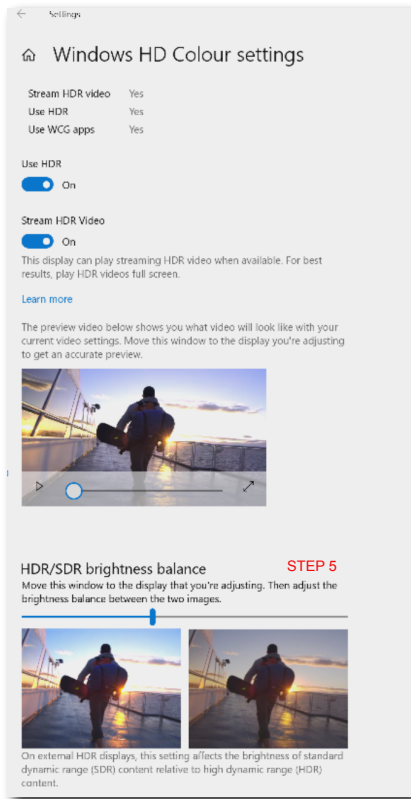 Settings
Windows HD Colour settings
Stream HDR video Yes
Use HDR Yes
Use WCG apps Yes
Use HDR
On
Stream HDR Video
On
This display can play streaming HDR video when available. For best
results, play HDR videos full screen.
Learn more
The preview video below shows you what video will look like with your
current video settings. Move this window to the display you're adjusting
to get an accurate preview.
HDR/SDR brightness balance STEP 5
Move this window to the display that you're adjusting. Then adjust the
brightness balance between the two images.
On external HDR displays, this setting affects the brightness of standard
dynamic range (SDR) content relative to high dynamic range (HDR)
content.